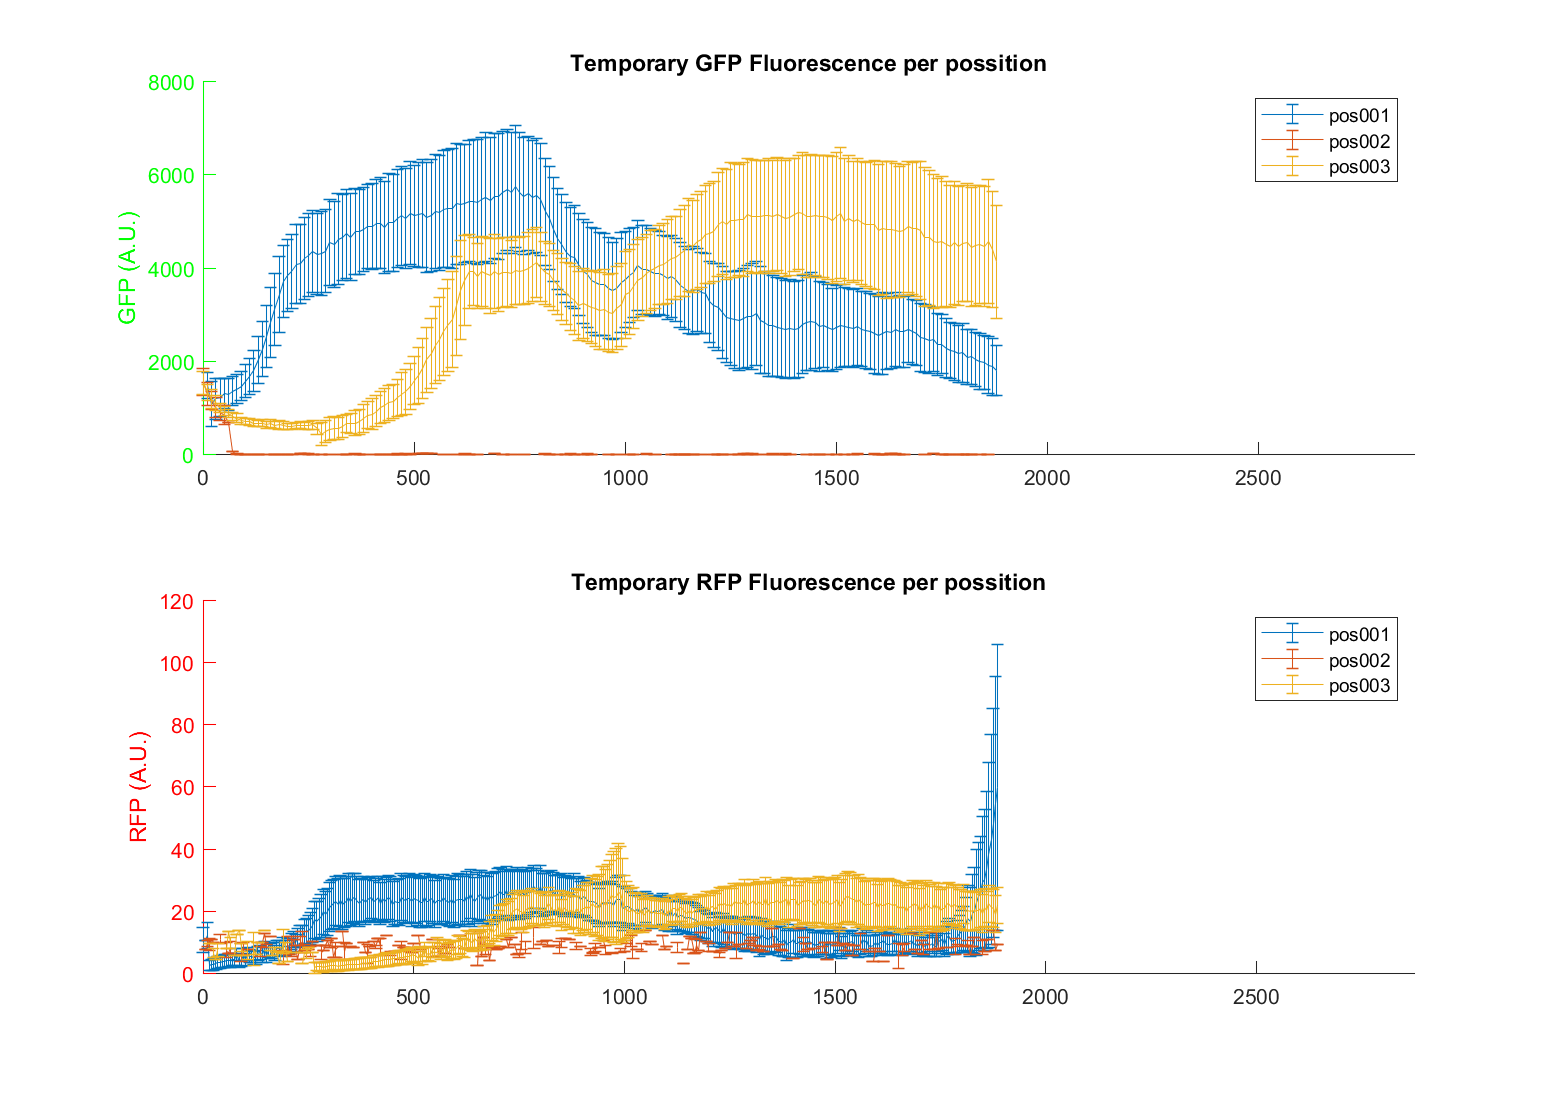 Temporary GFP Fluorescence per possition
8000
6000
4000
2000
0
GFP (A.U.)
pos001
pos002
pos003
0 500 1000 1500 2000 2500
Temporary RFP Fluorescence per possition
120
100
80
60
40
20
0
RFP (A.U.)
pos001
pos002
pos003
0 500 1000 1500 2000 2500